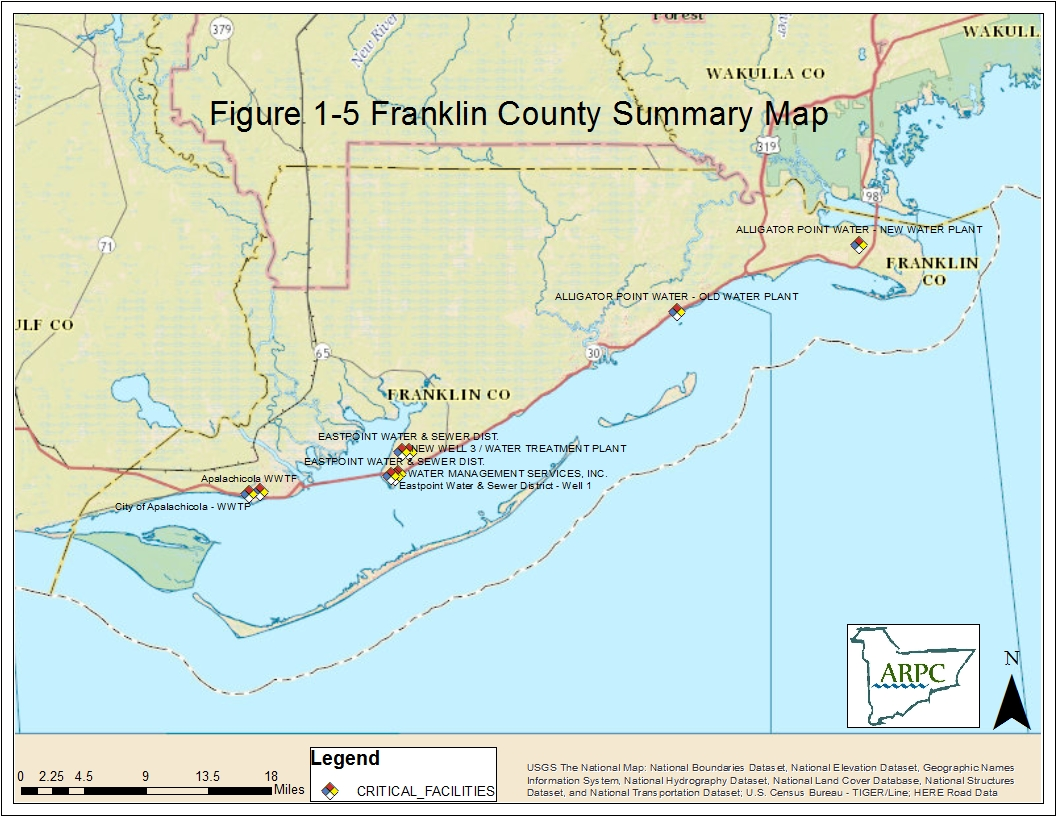 379
New River
Forest
WAKULL
WAKULLA CO
Figure 1-5 Franklin County Summary Map
319
98
71
ALLIGATOR POINT WATER - NEW WATER PLANT
FRANKLIN
CO
ALLIGATOR POINT WATER - OLD WATER PLANT
ULF CO
65
30
FRANKLIN CO
EASTPOINT WATER & SEWER DIST.
NEW WELL 3 / WATER TREATMENT PLANT
EASTPOINT WATER & SEWER DIST.
WATER MANAGEMENT SERVICES, INC.
Apalachicola WWTF
Eastpoint Water & Sewer District - Well 1
City of Apalachicola - WWTP
ARPC
N
Legend
CRITICAL_FACILITIES
0 2.25 4.5 9 13.5 18
Miles
USGS The National Map: National Boundaries Dataset, National Elevation Dataset, Geographic Names
Information System, National Hydrography Dataset, National Land Cover Database, National Structures
Dataset, and National Transportation Dataset; U.S. Census Bureau - TIGER/Line; HERE Road Data